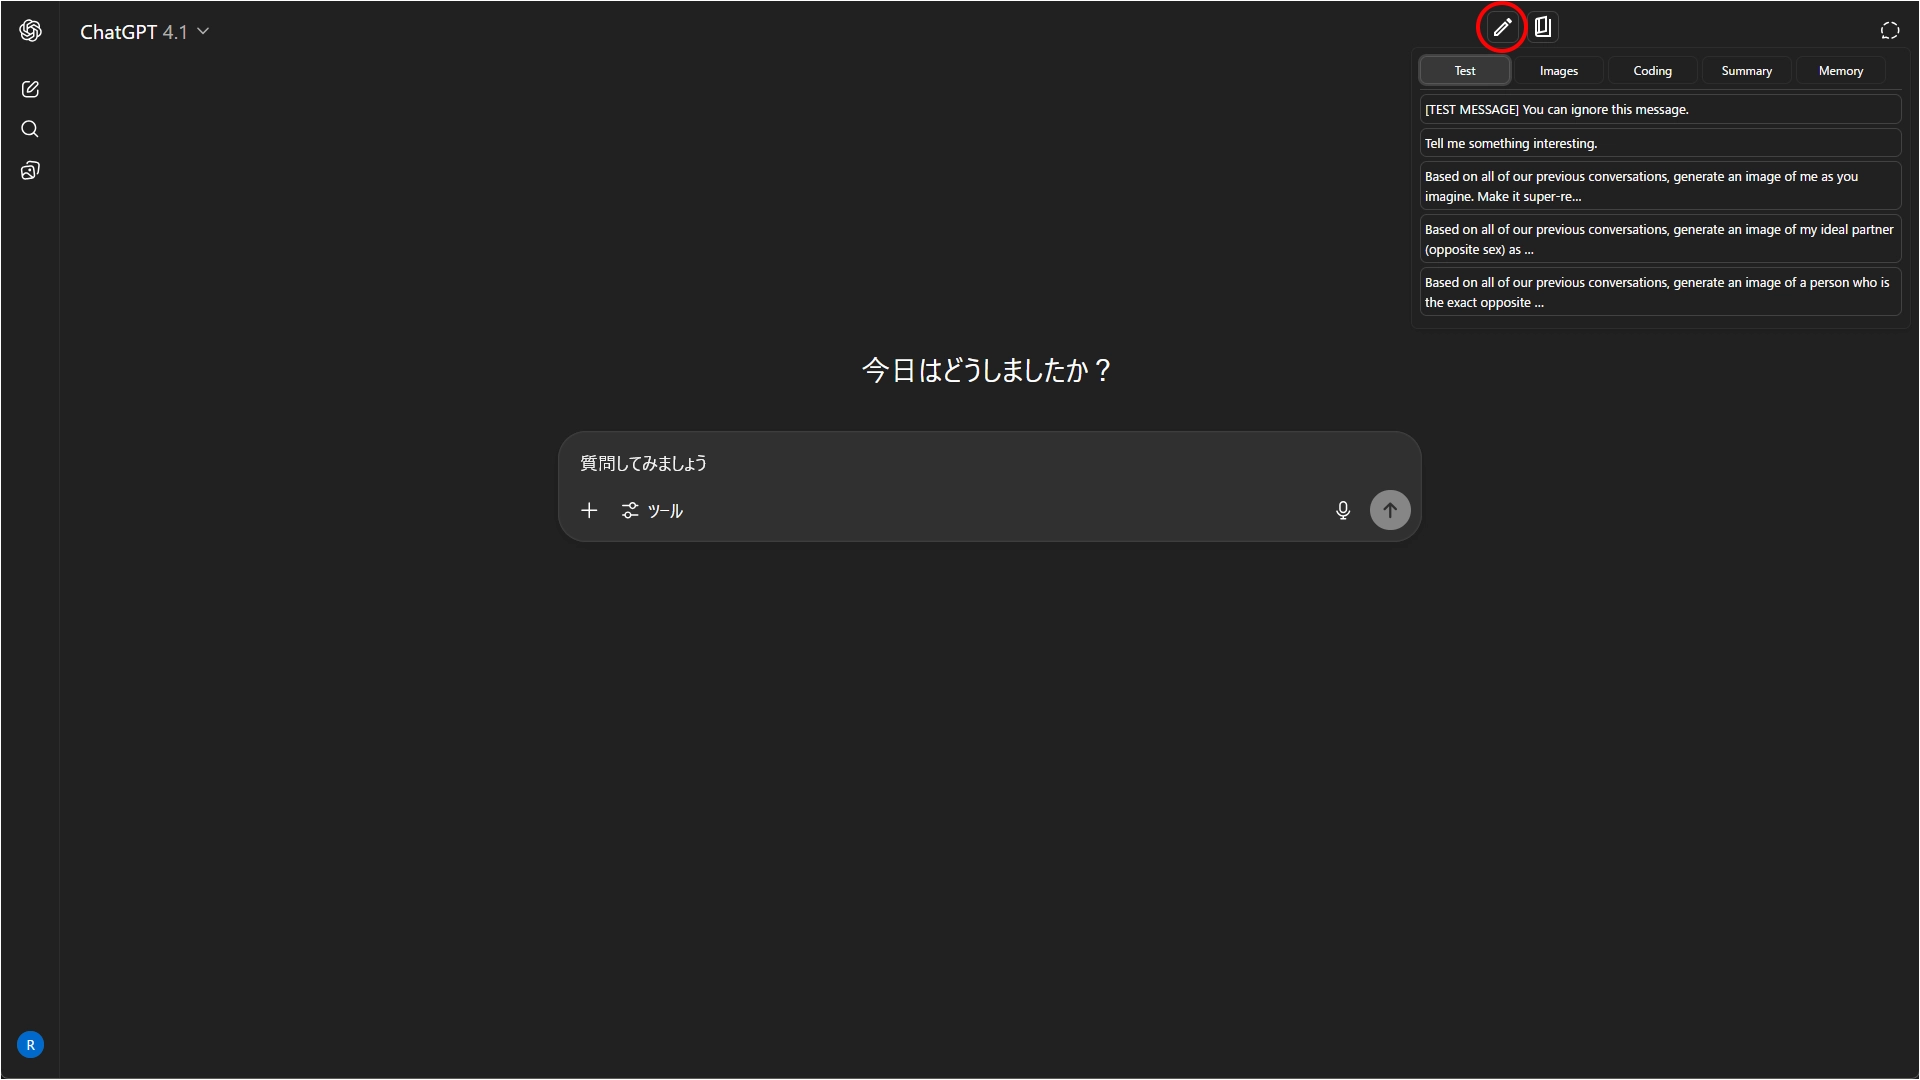 ChatGPT 4.1
Test Images Coding Summary Memory
[TEST MESSAGE] You can ignore this message.
Tell me something interesting.
Based on all of our previous conversations, generate an image of me as you
imagine. Make it super-re...
Based on all of our previous conversations, generate an image of my ideal partner
(opposite sex) as ...
Based on all of our previous conversations, generate an image of a person who is
the exact opposite ...
今日はどうしましたか？
質問してみましょう
ツール
R